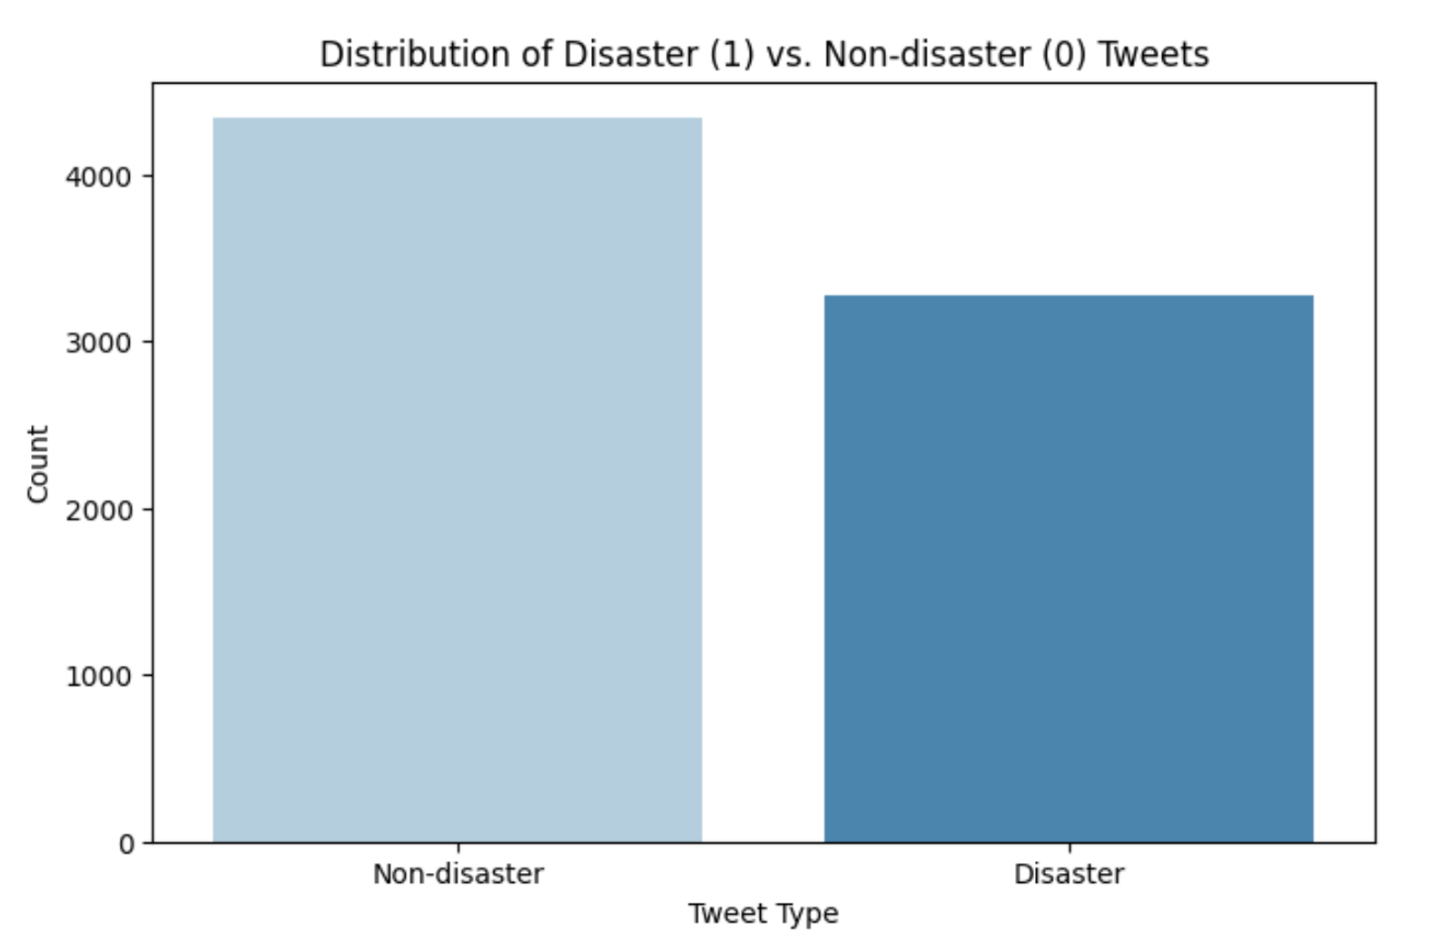 Distribution of Disaster (1) vs. Non-disaster (0) Tweets
Count
4000
3000
2000
1000
0
Non-disaster
Disaster
Tweet Type